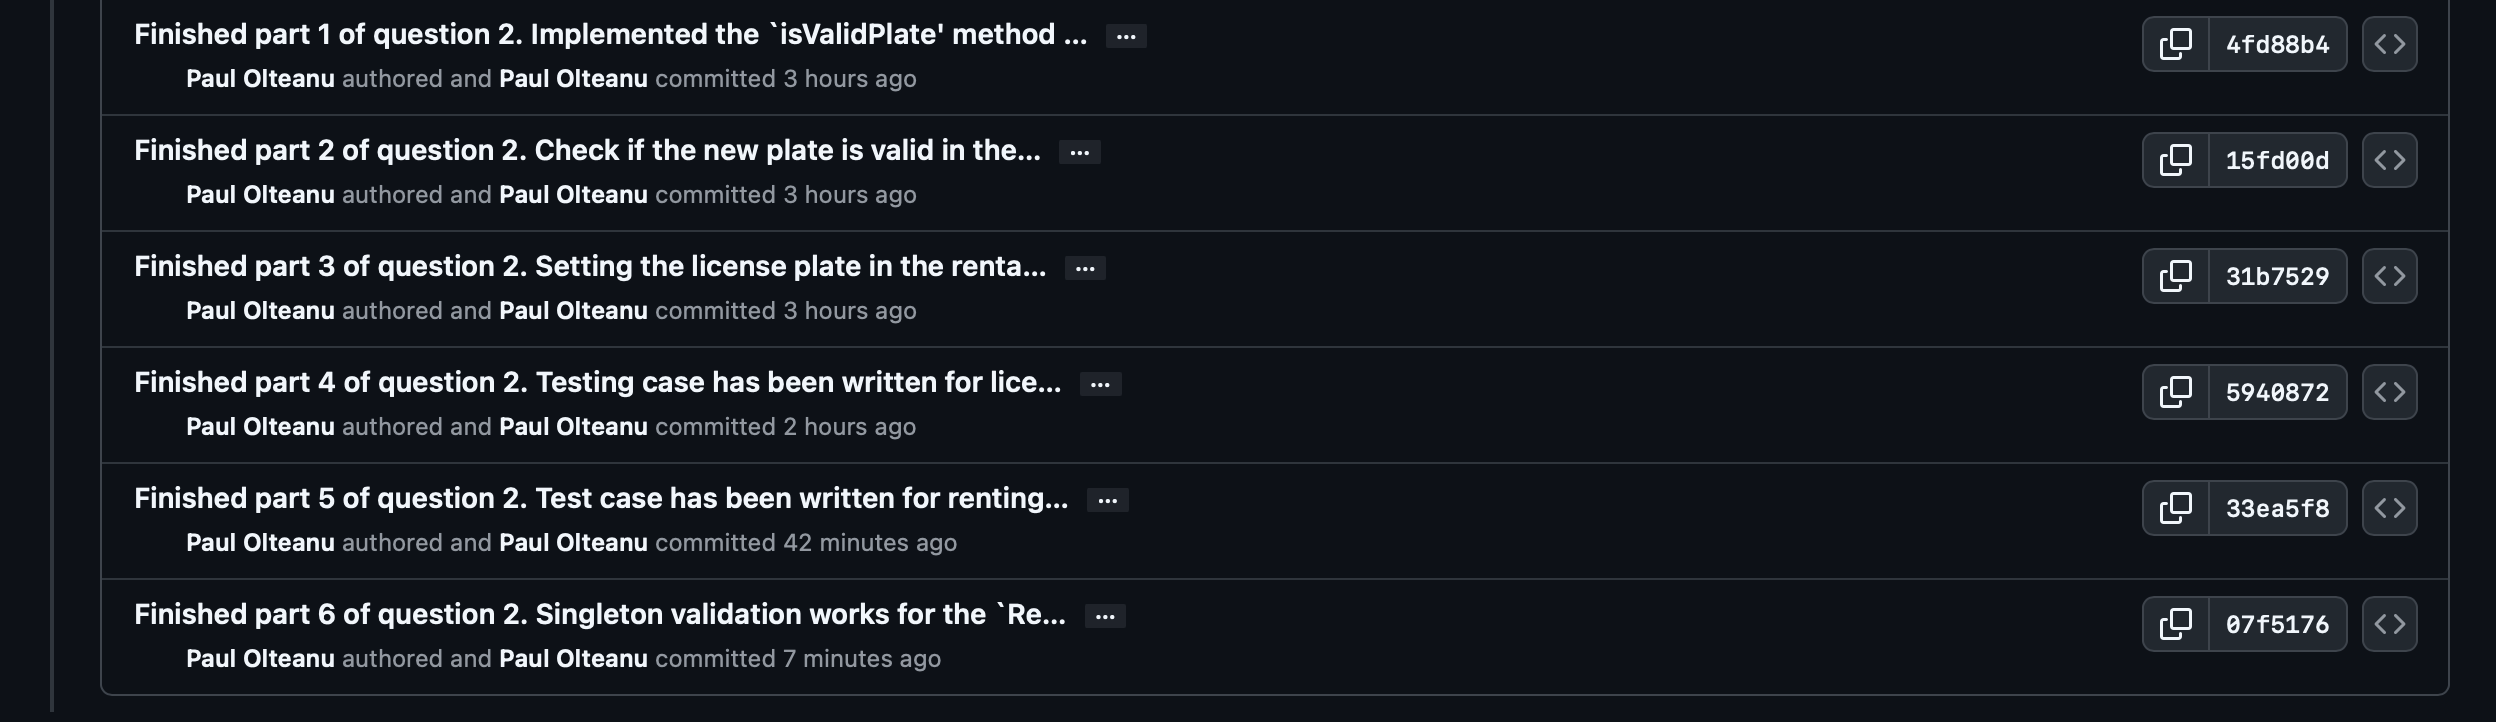 Finished part 1 of question 2. Implemented the `isValidPlate' method ... ...
4fd88b4
Paul Olteanu authored and Paul Olteanu committed 3 hours ago
Finished part 2 of question 2. Check if the new plate is valid in the... ...
15fd00d
Paul Olteanu authored and Paul Olteanu committed 3 hours ago
Finished part 3 of question 2. Setting the license plate in the renta... ...
31b7529
Paul Olteanu authored and Paul Olteanu committed 3 hours ago
Finished part 4 of question 2. Testing case has been written for lice... ...
5940872
Paul Olteanu authored and Paul Olteanu committed 2 hours ago
Finished part 5 of question 2. Test case has been written for renting... ...
33ea5f8
Paul Olteanu authored and Paul Olteanu committed 42 minutes ago
Finished part 6 of question 2. Singleton validation works for the `Re... ...
07f5176
Paul Olteanu authored and Paul Olteanu committed 7 minutes ago